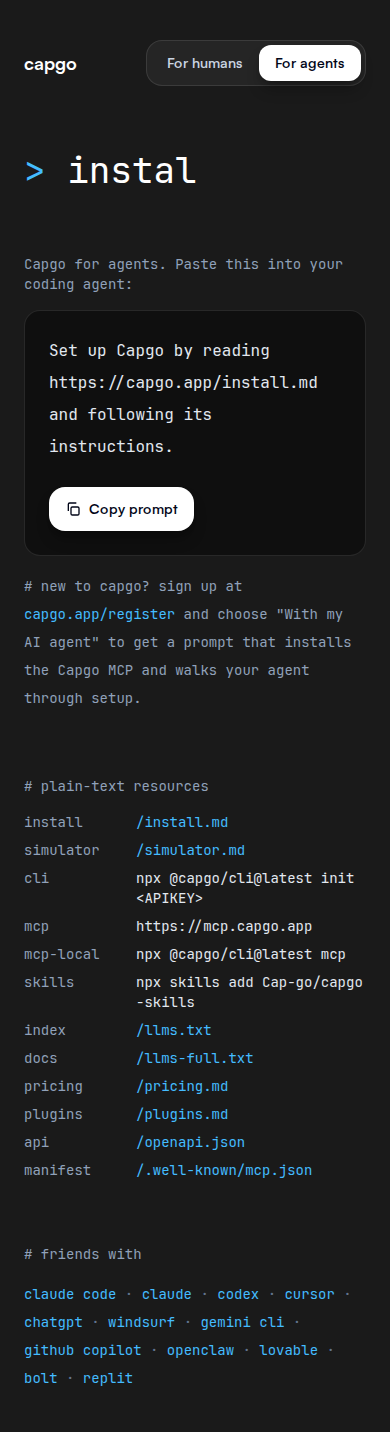 capgo
For humans
For agents
> instal
Capgo for agents. Paste this into your
coding agent:
Set up Capgo by reading
https://capgo.app/install.md
and following its
instructions.
Copy prompt
# new to capgo? sign up at
capgo.app/register and choose "With my
AI agent" to get a prompt that installs
the Capgo MCP and walks your agent
through setup.
# plain-text resources
install /install.md
simulator /simulator.md
cli npx @capgo/cli@latest init
<APIKEY>
mcp https://mcp.capgo.app
mcp-local npx @capgo/cli@latest mcp
skills npx skills add Cap-go/capgo
-skills
index /llms.txt
docs /llms-full.txt
pricing /pricing.md
plugins /plugins.md
api /openapi.json
manifest /.well-known/mcp.json
# friends with
claude code · claude · codex · cursor ·
chatgpt · windsurf · gemini cli ·
github copilot · openclaw · lovable ·
bolt · replit